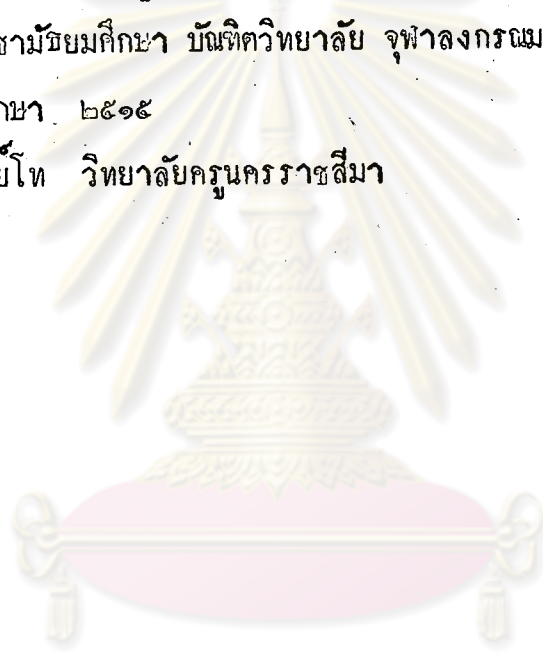 ชามัธยมศึกษา บัณฑิตวิทยาลัย จุฬาลงกรณม
กษา ๒๕๑๕
ย์โท วิทยาลัยครูนครราชสีมา